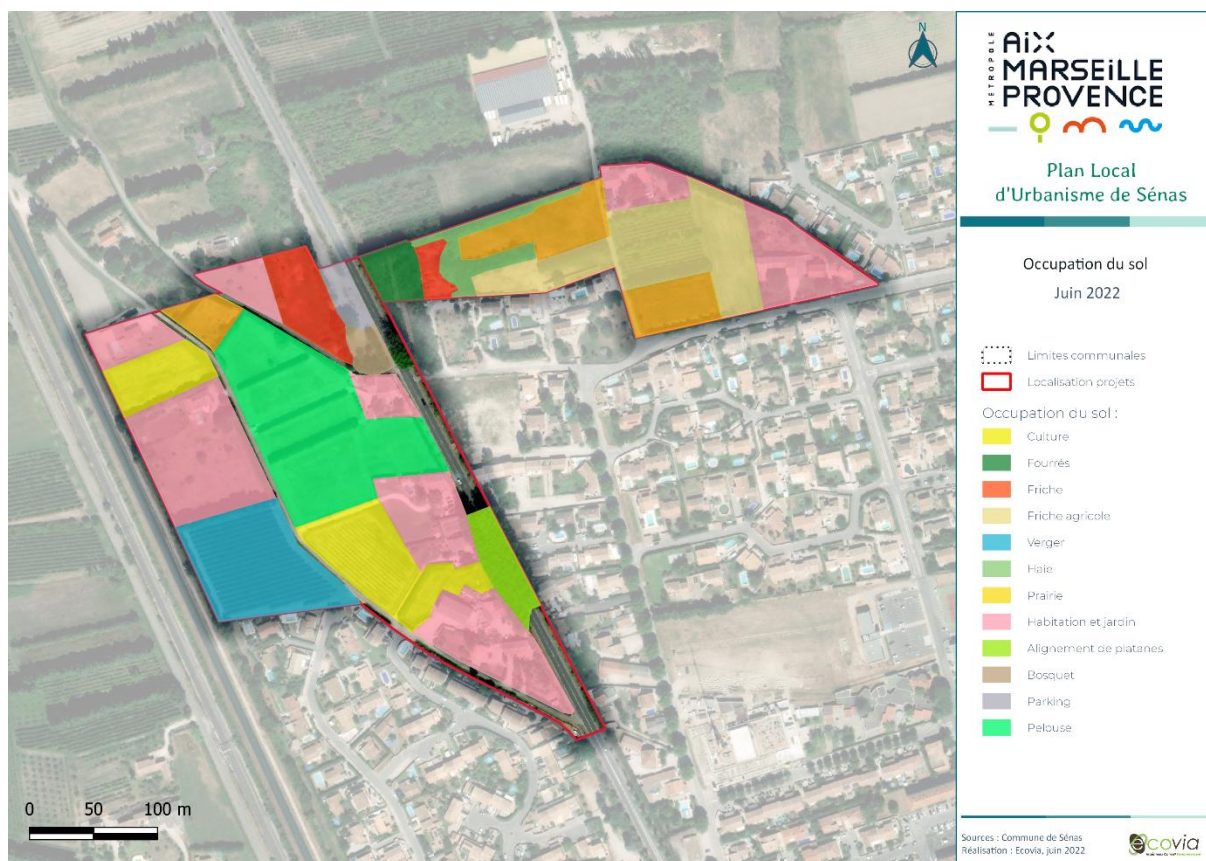 N
MÉTROPOLE
AIX
MARSEILLE
PROVENCE
Plan Local
d'Urbanisme de Sénas
Occupation du sol
Juin 2022
Limites communales
Localisation projets
Occupation du sol :
Culture
Fourrés
Friche
Friche agricole
Verger
Haie
Prairie
Habitation et jardin
Alignement de platanes
Bosquet
Parking
Pelouse
0 50 100 m
Sources : Commune de Sénas
Réalisation : Ecovia, juin 2022
écovia